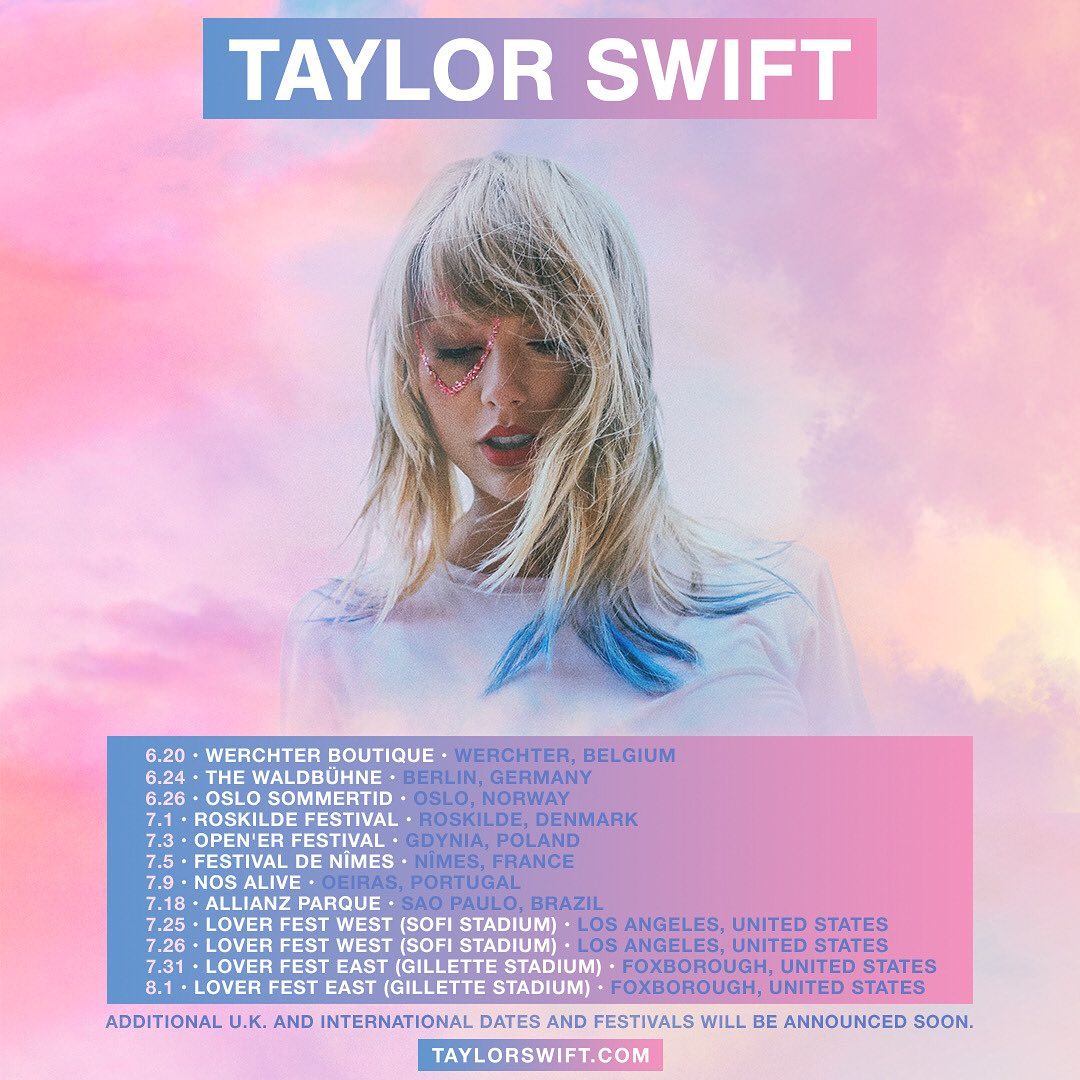 TAYLOR SWIFT
6.20 • WERCHTER BOUTIQUE • WERCHTER, BELGIUM
6.24 • THE WALDBÜHNE • BERLIN, GERMANY
6.26 • OSLO SOMMERTID • OSLO, NORWAY
7.1 • ROSKILDE FESTIVAL • ROSKILDE, DENMARK
7.3 • OPEN'ER FESTIVAL • GDYNIA, POLAND
7.5 • FESTIVAL DE NÎMES • NÎMES, FRANCE
7.9 • NOS ALIVE • OEIRAS, PORTUGAL
7.18 • ALLIANZ PARQUE • SAO PAULO, BRAZIL
7.25 • LOVER FEST WEST (SOFI STADIUM) • LOS ANGELES, UNITED STATES
7.26 • LOVER FEST WEST (SOFI STADIUM) • LOS ANGELES, UNITED STATES
7.31 • LOVER FEST EAST (GILLETTE STADIUM) • FOXBOROUGH, UNITED STATES
8.1 • LOVER FEST EAST (GILLETTE STADIUM) • FOXBOROUGH, UNITED STATES
ADDITIONAL U.K. AND INTERNATIONAL DATES AND FESTIVALS WILL BE ANNOUNCED SOON.
TAYLORSWIFT.COM